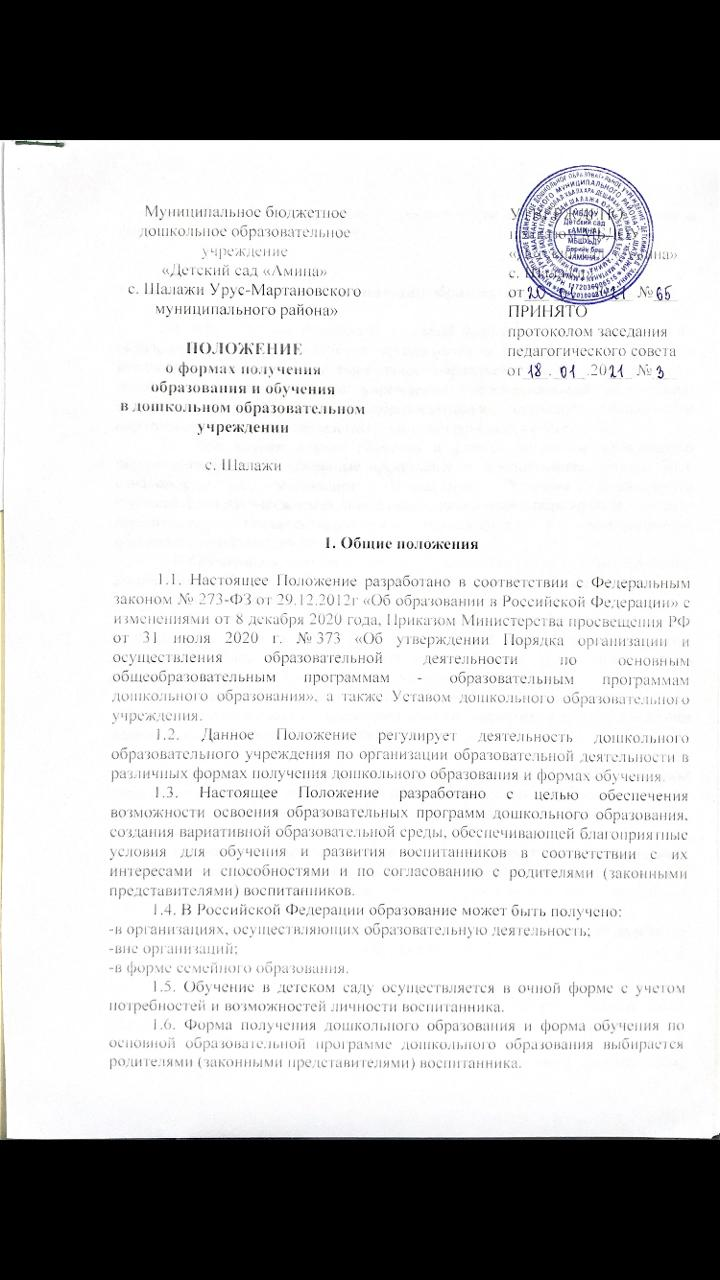 Муниципальное бюджетное
дошкольное образовательное
учреждение
«Детский сад «Амина»
с. Шалажи Урус-Мартановского
муниципального района»
ПОЛОЖЕНИЕ
о формах получения
образования и обучения
в дошкольном образовательном
учреждении
с. Шалажи
МБДОУ
Детский сад
«АМИНА»
МБШХЬДУ
Берийн беш
«АМИНА»
с.
от 20 21 № 65
ПРИНЯТО
протоколом заседания
педагогического совета
от 18 . 01 .2021 № 3
1. Общие положения
1.1. Настоящее Положение разработано в соответствии с Федеральным
законом № 273-ФЗ от 29.12.2012г «Об образовании в Российской Федерации» с
изменениями от 8 декабря 2020 года, Приказом Министерства просвещения РФ
от 31 июля 2020 г. № 373 «Об утверждении Порядка организации и
осуществления образовательной деятельности по основным
общеобразовательным программам - образовательным программам
дошкольного образования», а также Уставом дошкольного образовательного
учреждения.
1.2. Данное Положение регулирует деятельность дошкольного
образовательного учреждения по организации образовательной деятельности в
различных формах получения дошкольного образования и формах обучения.
1.3. Настоящее Положение разработано с целью обеспечения
возможности освоения образовательных программ дошкольного образования,
создания вариативной образовательной среды, обеспечивающей благоприятные
условия для обучения и развития воспитанников в соответствии с их
интересами и способностями и по согласованию с родителями (законными
представителями) воспитанников.
1.4. В Российской Федерации образование может быть получено:
-в организациях, осуществляющих образовательную деятельность;
-вне организаций;
-в форме семейного образования.
1.5. Обучение в детском саду осуществляется в очной форме с учетом
потребностей и возможностей личности воспитанника.
1.6. Форма получения дошкольного образования и форма обучения по
основной образовательной программе дошкольного образования выбирается
родителями (законными представителями) воспитанника.